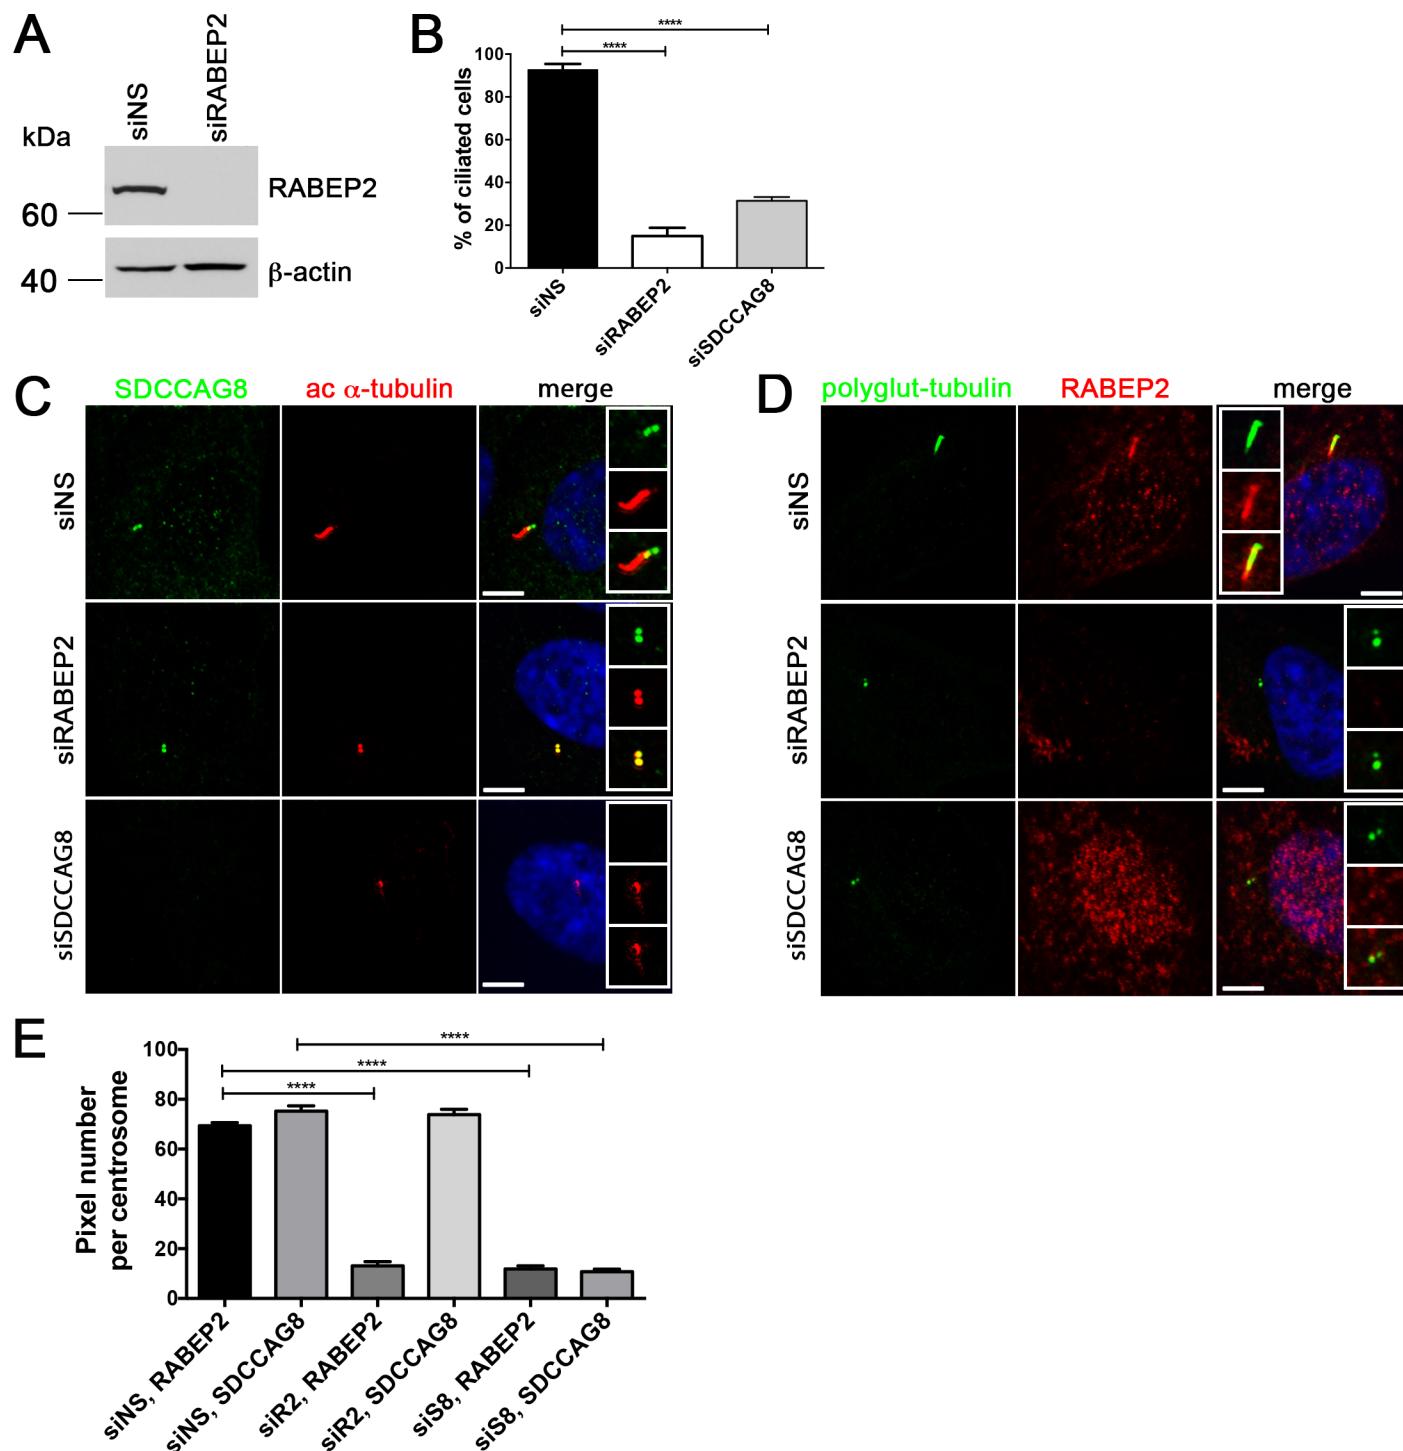 A
siNS
siRABEP2
kDa
60
RABEP2
40
β-actin
B
****
****
% of ciliated cells
100
80
60
40
20
0
siNS
siRABEP2
siSDCCAG8
C
SDCCAG8
ac α-tubulin
merge
siNS
siRABEP2
siSDCCAG8
D
polyglut-tubulin
RABEP2
merge
siNS
siRABEP2
siSDCCAG8
E
****
****
****
Pixel number
per centrosome
100
80
60
40
20
0
siNS, RABEP2
siNS, SDCCAG8
siR2, RABEP2
siR2, SDCCAG8
siS8, RABEP2
siS8, SDCCAG8